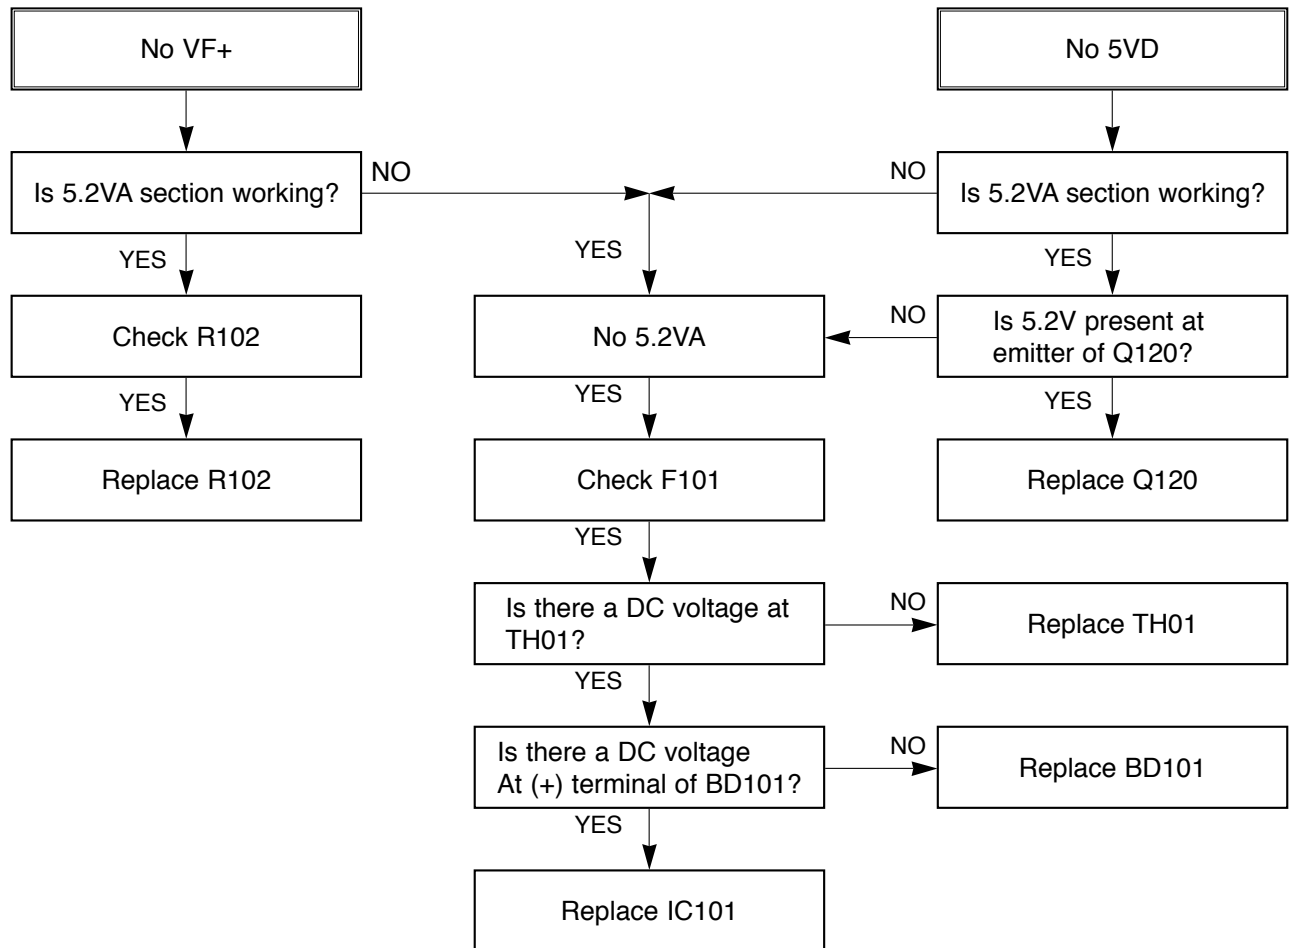 No VF+
No 5VD
Is 5.2VA section working?
NO
NO
Is 5.2VA section working?
YES
YES
YES
Check R102
No 5.2VA
NO
Is 5.2V present at
emitter of Q120?
YES
YES
YES
Replace R102
Check F101
Replace Q120
YES
Is there a DC voltage at
TH01?
NO
Replace TH01
YES
Is there a DC voltage
At (+) terminal of BD101?
NO
Replace BD101
YES
Replace IC101